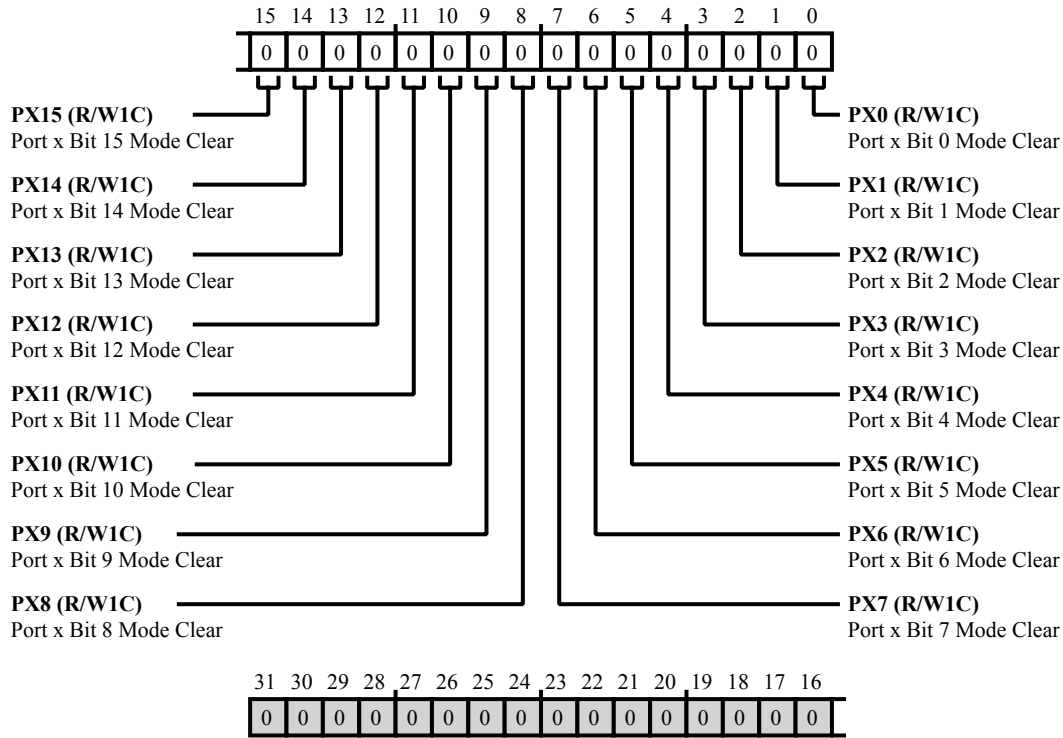 15 14 13 12 11 10 9 8 7 6 5 4 3 2 1 0
0 0 0 0 0 0 0 0 0 0 0 0 0 0 0 0
PX15 (R/W1C)
Port x Bit 15 Mode Clear
PX14 (R/W1C)
Port x Bit 14 Mode Clear
PX13 (R/W1C)
Port x Bit 13 Mode Clear
PX12 (R/W1C)
Port x Bit 12 Mode Clear
PX11 (R/W1C)
Port x Bit 11 Mode Clear
PX10 (R/W1C)
Port x Bit 10 Mode Clear
PX9 (R/W1C)
Port x Bit 9 Mode Clear
PX8 (R/W1C)
Port x Bit 8 Mode Clear
PX0 (R/W1C)
Port x Bit 0 Mode Clear
PX1 (R/W1C)
Port x Bit 1 Mode Clear
PX2 (R/W1C)
Port x Bit 2 Mode Clear
PX3 (R/W1C)
Port x Bit 3 Mode Clear
PX4 (R/W1C)
Port x Bit 4 Mode Clear
PX5 (R/W1C)
Port x Bit 5 Mode Clear
PX6 (R/W1C)
Port x Bit 6 Mode Clear
PX7 (R/W1C)
Port x Bit 7 Mode Clear
31 30 29 28 27 26 25 24 23 22 21 20 19 18 17 16
0 0 0 0 0 0 0 0 0 0 0 0 0 0 0 0